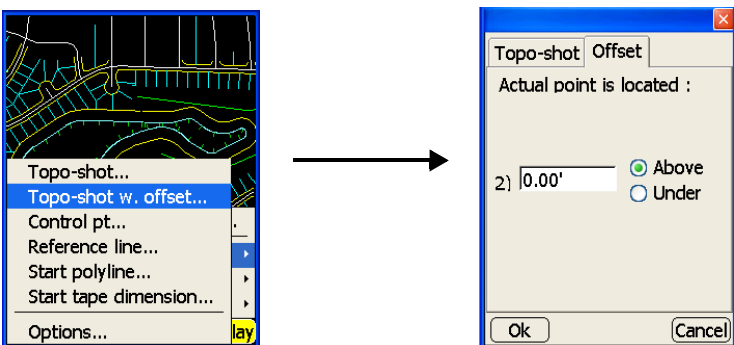 Topo-shot...
Topo-shot w. offset...
Control pt...
Reference line...
Start polyline...
Start tape dimension...
Options...
lay
Topo-shot Offset
Actual point is located :
2) 0.00' Above
Under
Ok Cancel